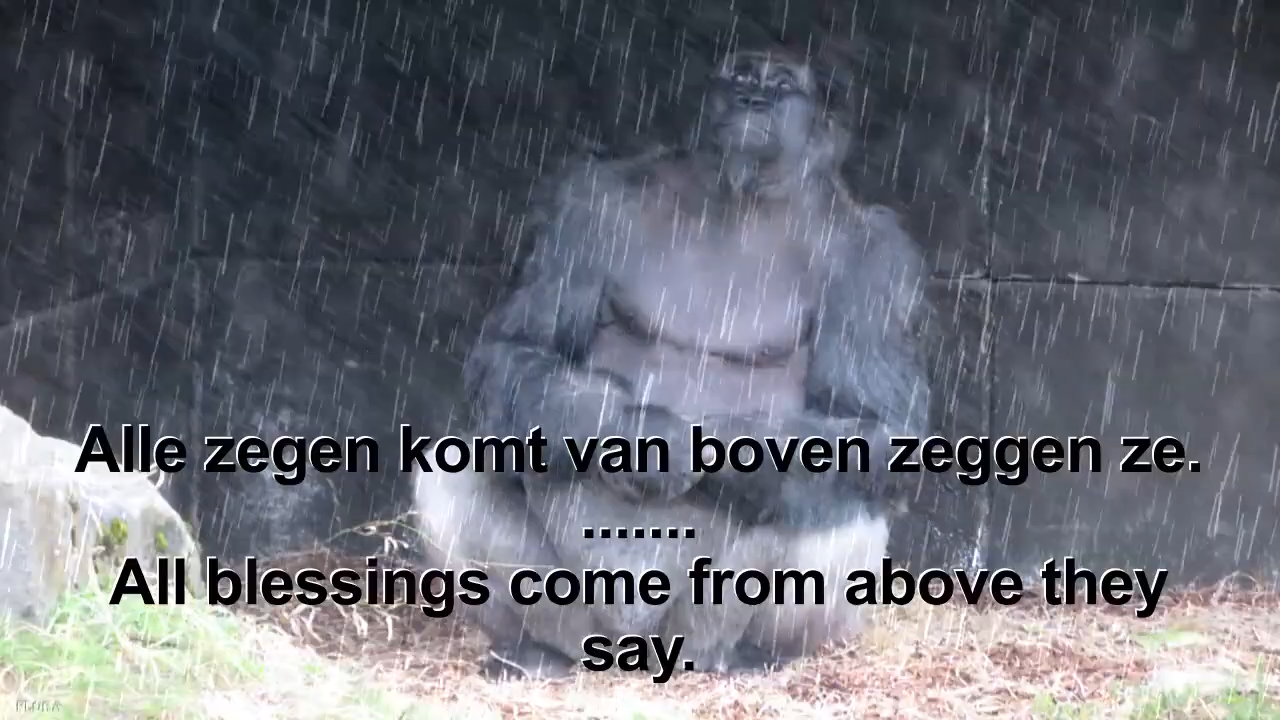 Alle zegen komt van boven zeggen ze.
.......
All blessings come from above they
say.